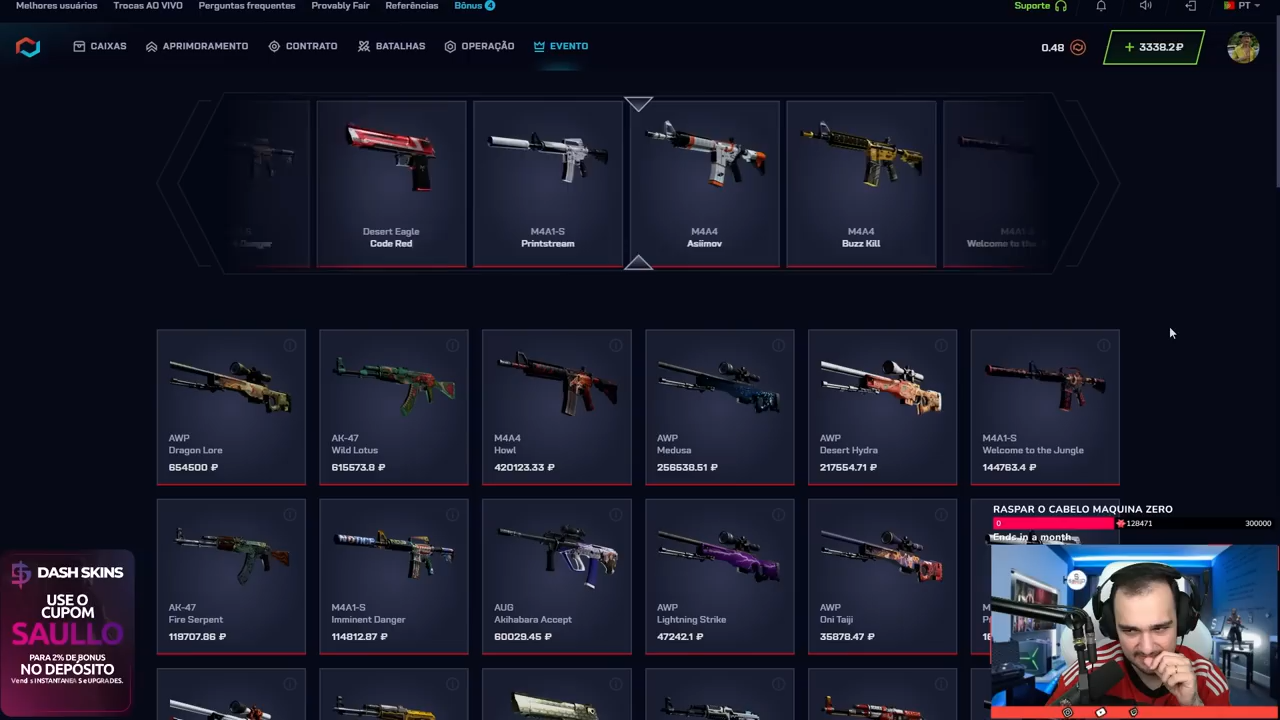 Melhores usuários Trocas AO VIVO Perguntas frequentes Provably Fair Referências Bônus 4 Suporte PT
CAIXAS APRIMORAMENTO CONTRATO BATALHAS OPERAÇÃO EVENTO 0.48 + 3338.2 ₽
Desert Eagle
Code Red
M4A1-S
Printstream
M4A4
Asiimov
M4A4
Buzz Kill
M4A1-S
Welcome to the
AWP
Dragon Lore
654500 ₽
AK-47
Wild Lotus
615573.8 ₽
M4A4
Howl
420123.33 ₽
AWP
Medusa
256538.51 ₽
AWP
Desert Hydra
217554.71 ₽
M4A1-S
Welcome to the Jungle
144763.4 ₽
AK-47
Fire Serpent
119707.86 ₽
M4A1-S
Imminent Danger
114812.87 ₽
AUG
Akihabara Accept
60029.45 ₽
AWP
Lightning Strike
47242.1 ₽
AWP
Oni Taiji
35878.47 ₽
RASPAR O CABELO MAQUINA ZERO
0 128471 300000
Ends in a month
DASH SKINS
USE O
CUPOM
SAULLO
PARA 2% DE BONUS
NO DEPÓSITO